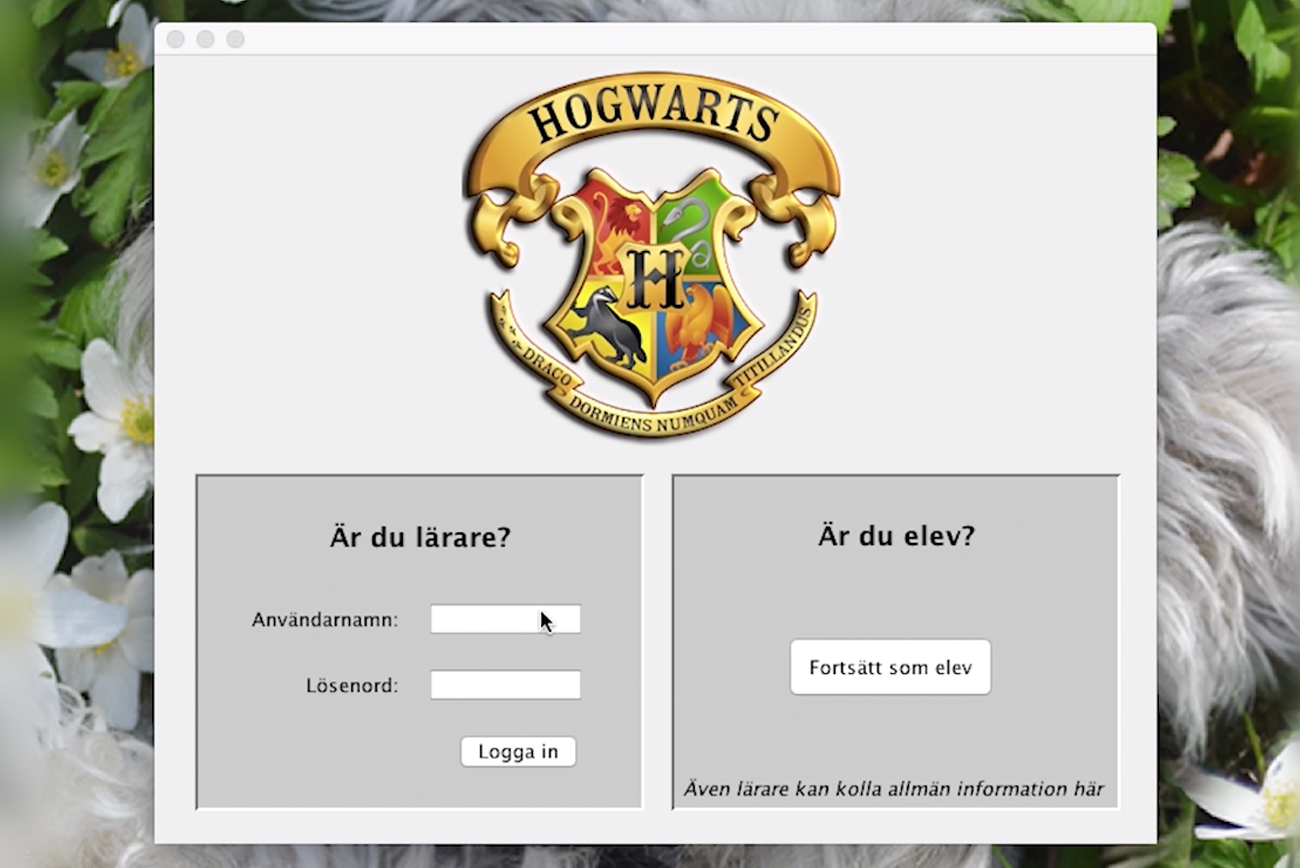 HOGWARTS
H
DRACO DORMIENS NUMQUAM TITILLANDUS
Är du lärare?
Användarnamn:
Lösenord:
Logga in
Är du elev?
Fortsätt som elev
Även lärare kan kolla allmän information här